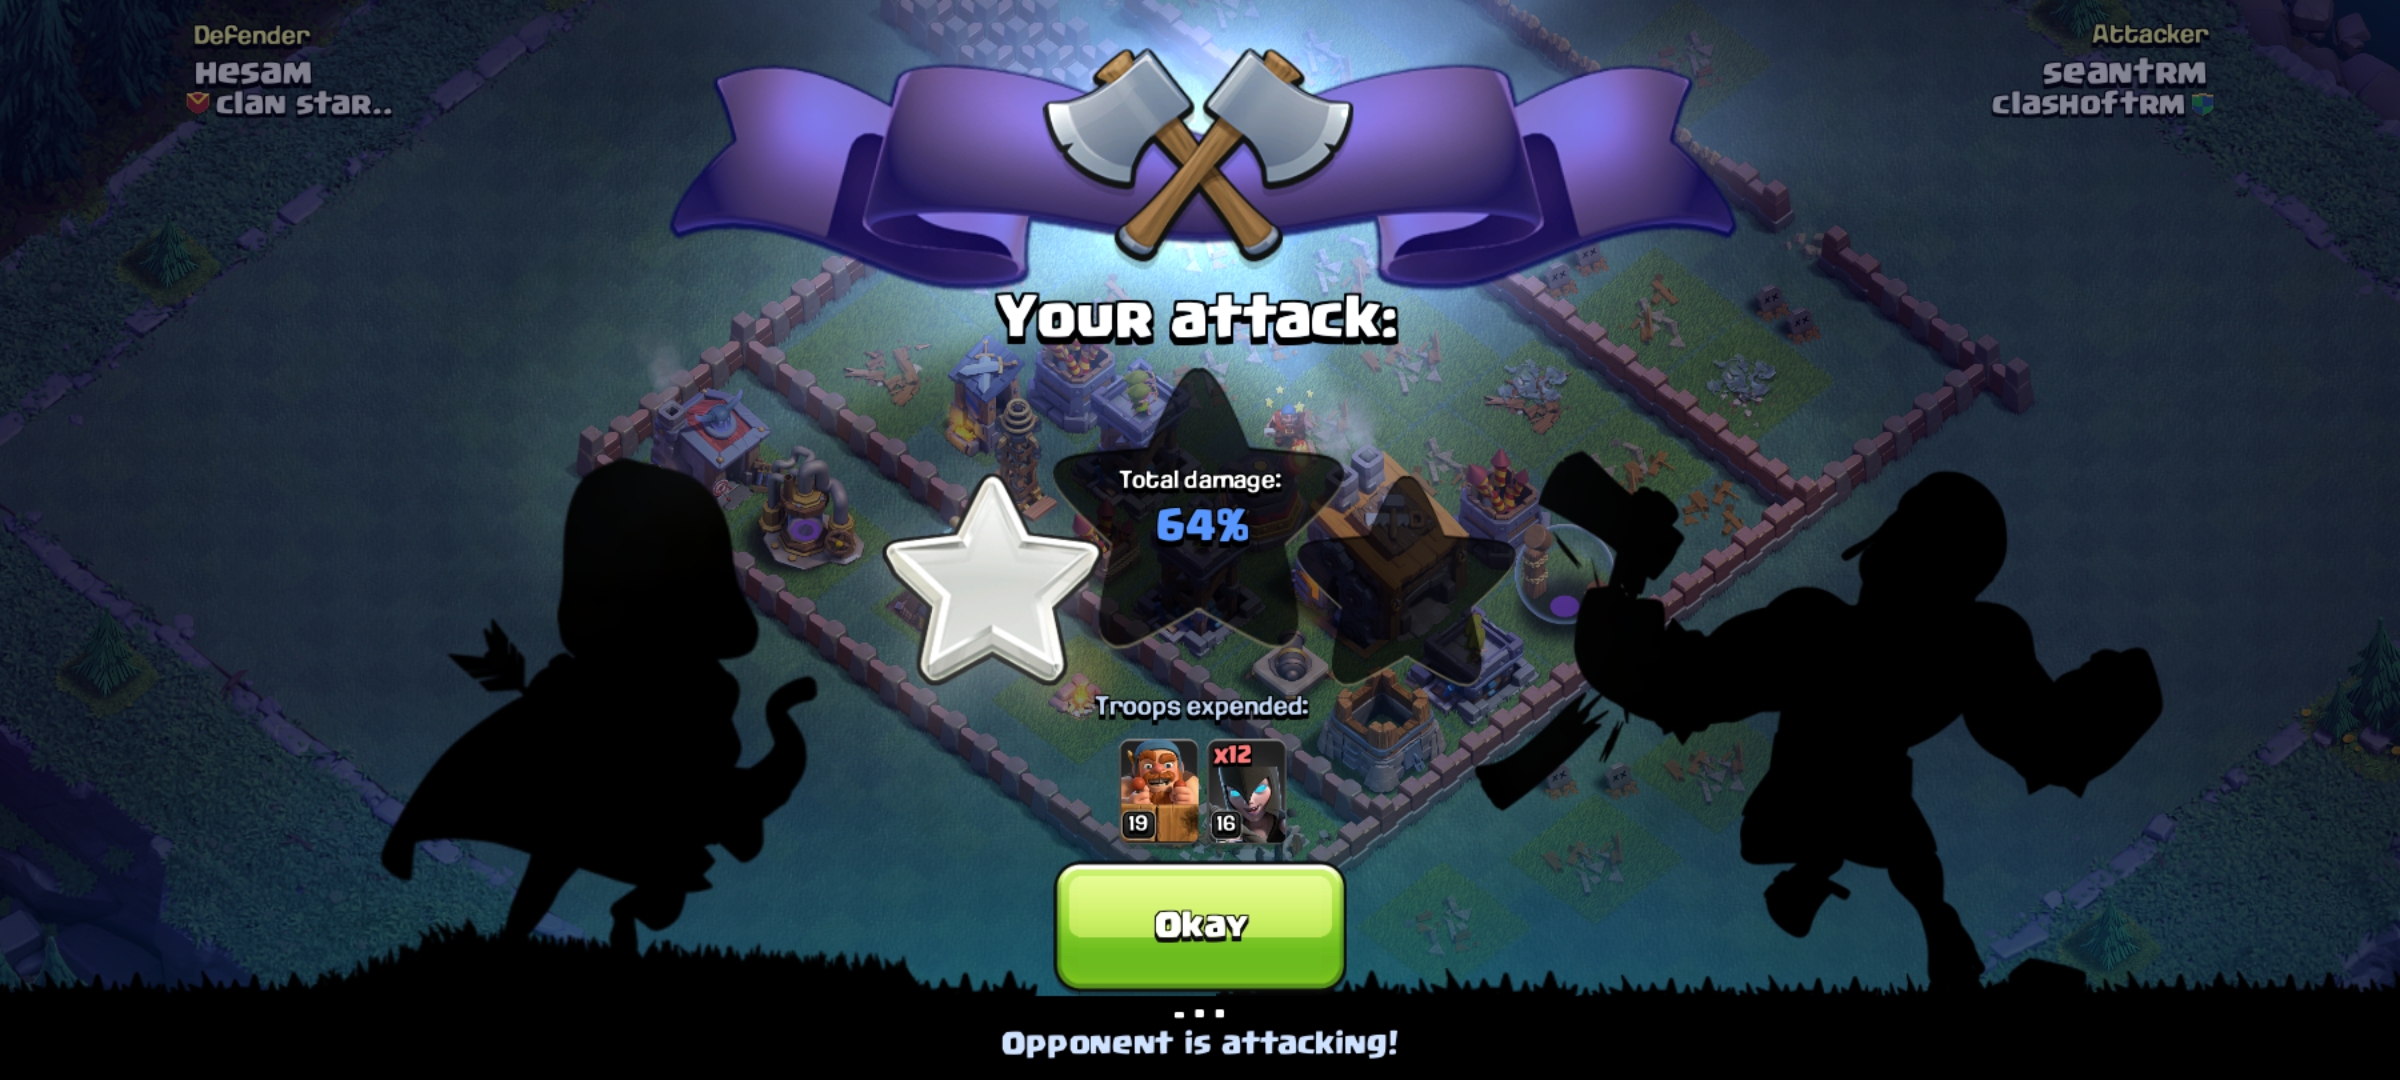 Defender
Hesam
clan star..
Attacker
seantrm
clashoftrm
Your attack:
Total damage:
64%
Troops expended:
x12
19
16
Okay
Opponent is attacking!